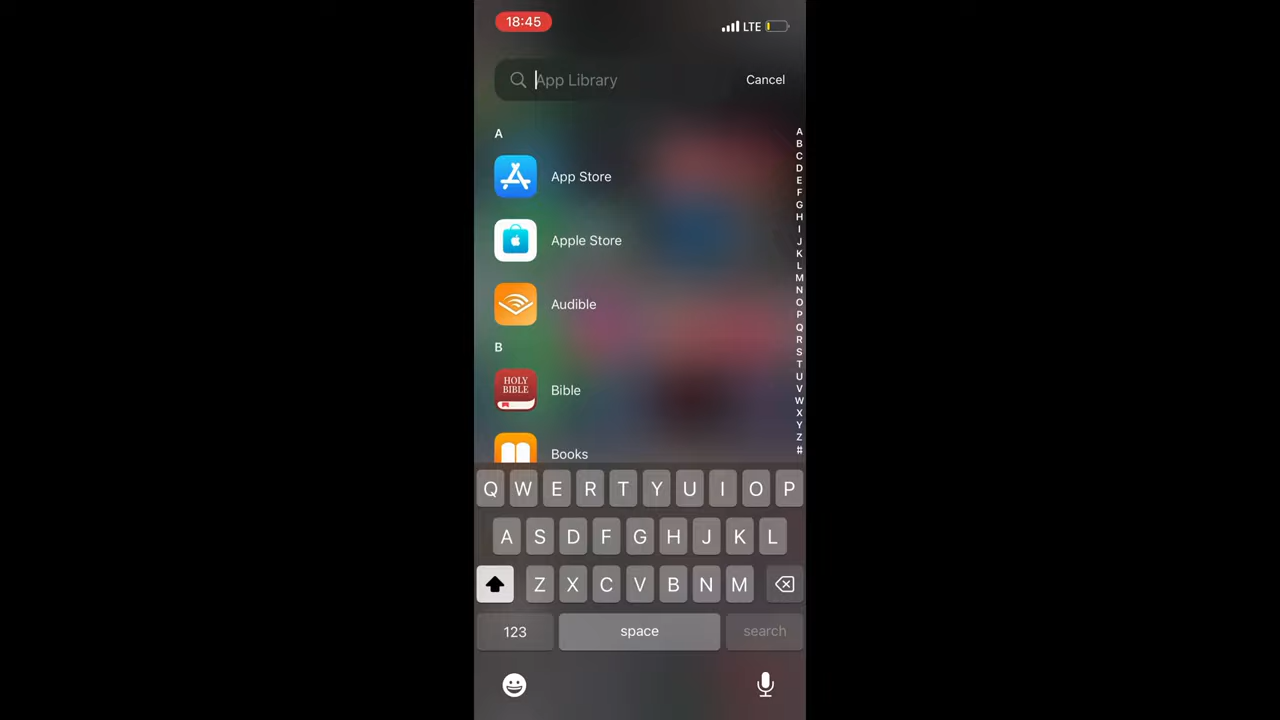 18:45
LTE
App Library
Cancel
A
App Store
Apple Store
Audible
B
HOLY
BIBLE
Bible
Books
A
B
C
D
E
F
G
H
I
J
K
L
M
N
O
P
Q
R
S
T
U
V
W
X
Y
Z
#
Q W E R T Y U I O P
A S D F G H J K L
Z X C V B N M
123 space search